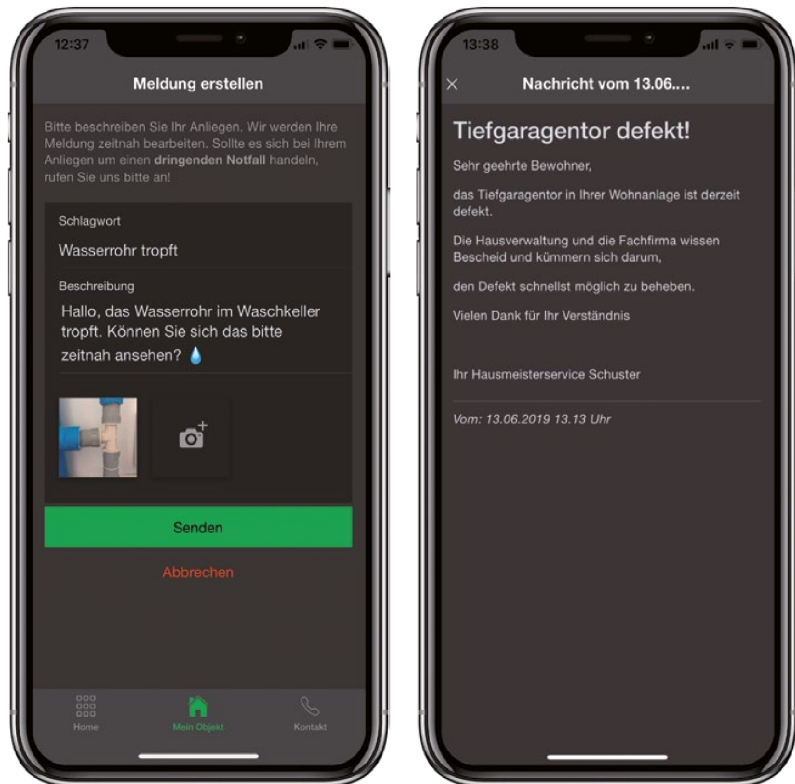 12:37
Meldung erstellen
Bitte beschreiben Sie Ihr Anliegen. Wir werden Ihre
Meldung zeitnah bearbeiten. Sollte es sich bei Ihrem
Anliegen um einen dringenden Notfall handeln,
rufen Sie uns bitte an!
Schlagwort
Wasserrohr tropft
Beschreibung
Hallo, das Wasserrohr im Waschkeller
tropft. Können Sie sich das bitte
zeitnah ansehen? 💧
Senden
Abbrechen
Home
Mein Objekt
Kontakt
13:38
Nachricht vom 13.06....
Tiefgaragentor defekt!
Sehr geehrte Bewohner,
das Tiefgaragentor in Ihrer Wohnanlage ist derzeit
defekt.
Die Hausverwaltung und die Fachfirma wissen
Bescheid und kümmern sich darum,
den Defekt schnellst möglich zu beheben.
Vielen Dank für Ihr Verständnis
Ihr Hausmeisterservice Schuster
Vom: 13.06.2019 13.13 Uhr